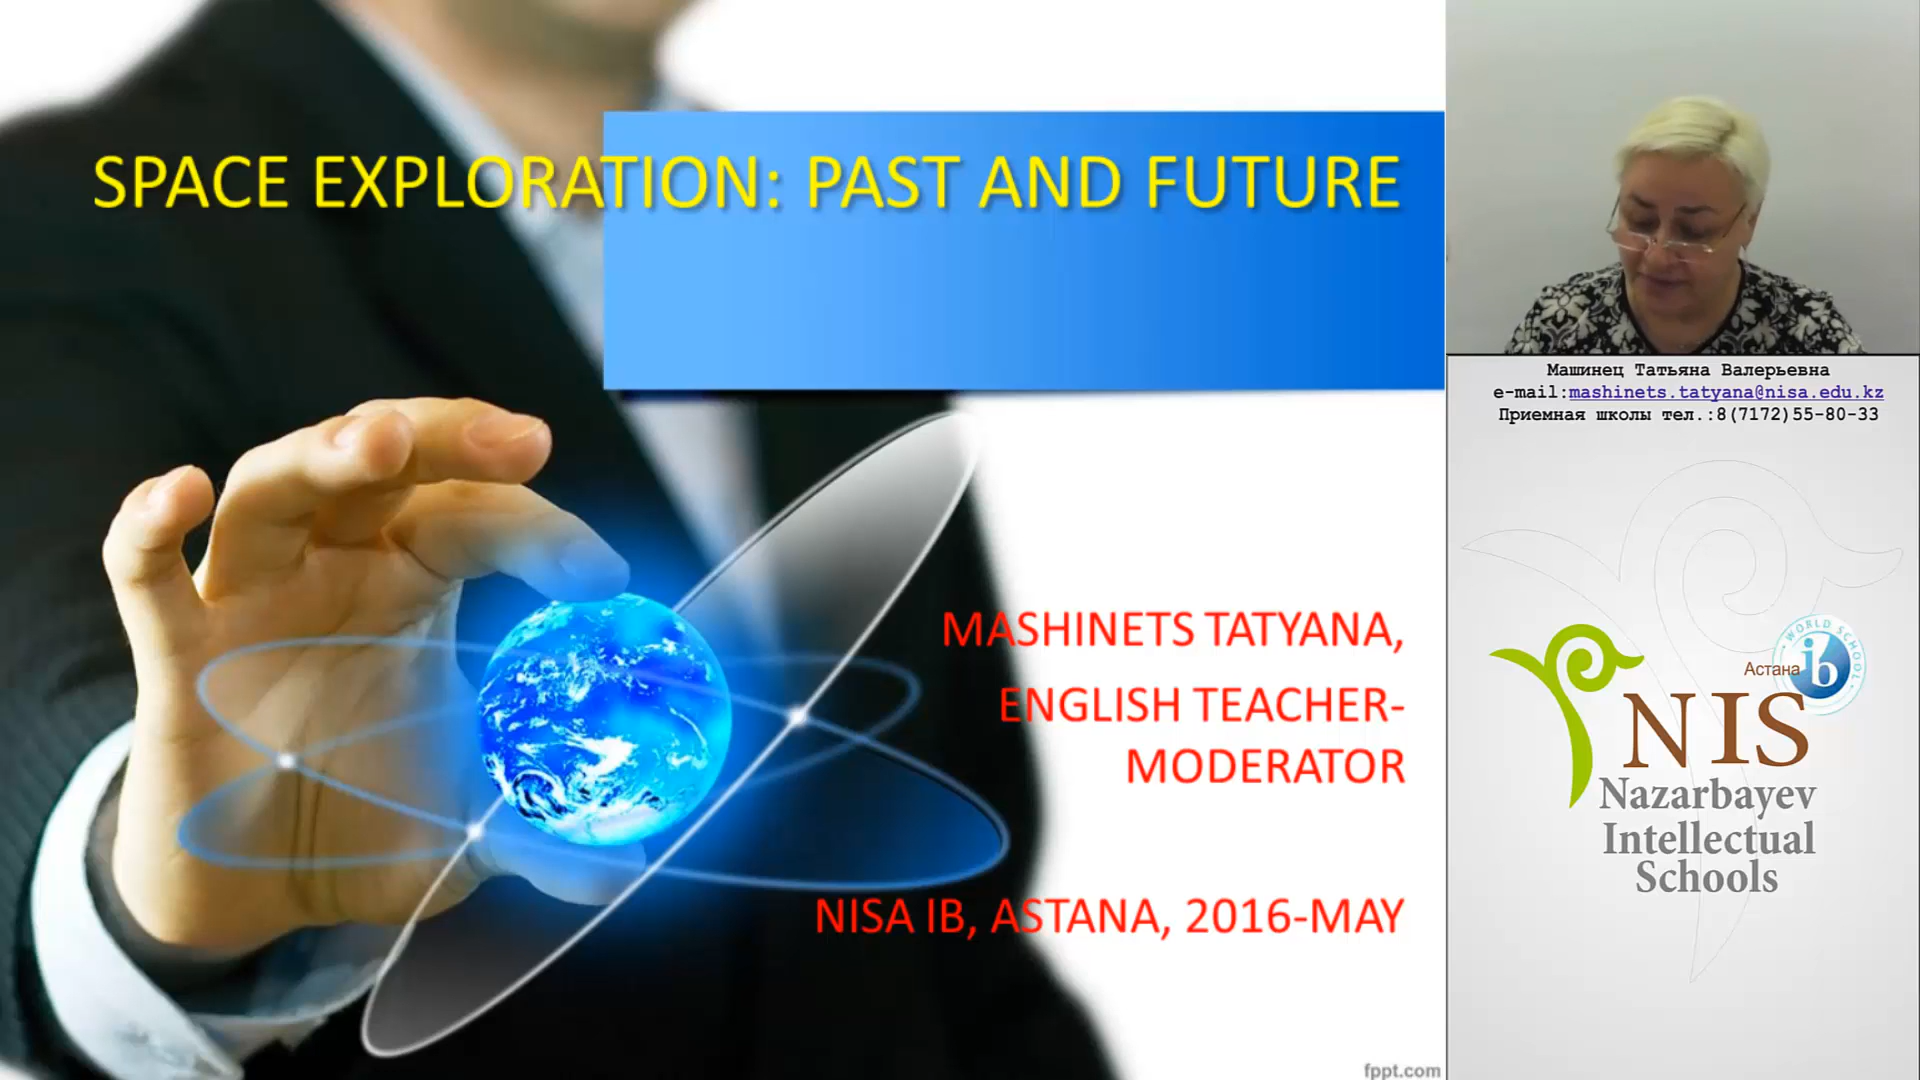 SPACE EXPLORATION: PAST AND FUTURE
MASHINETS TATYANA,
ENGLISH TEACHER-
MODERATOR
NISA IB, ASTANA, 2016-MAY
fppt.com
Машинец Татьяна Валерьевна
e-mail:mashinets.tatyana@nisa.edu.kz
Приемная школы тел.:8(7172)55-80-33
WORLD SCHOOL
ib
Астана
NIS
Nazarbayev
Intellectual
Schools